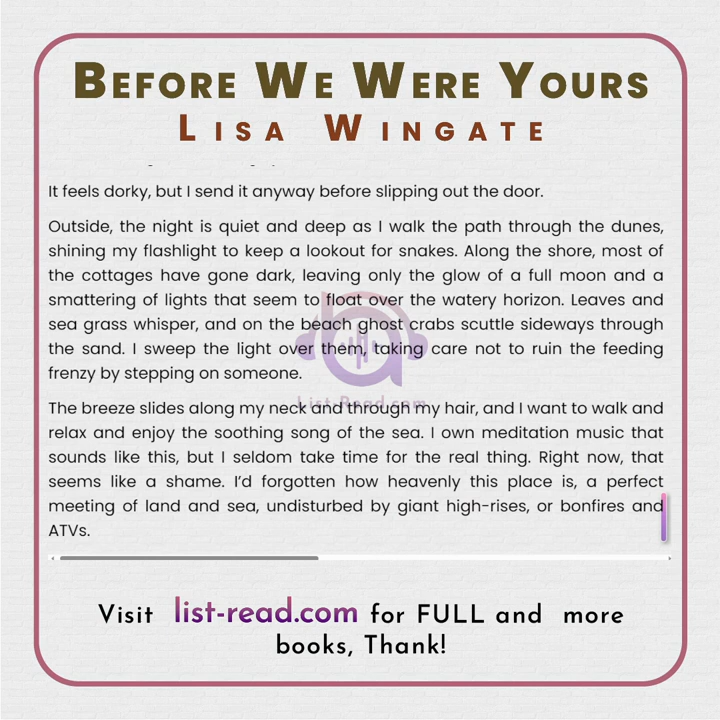 BEFORE WE WERE YOURS
LISA WINGATE
It feels dorky, but I send it anyway before slipping out the door.
Outside, the night is quiet and deep as I walk the path through the dunes,
shining my flashlight to keep a lookout for snakes. Along the shore, most of
the cottages have gone dark, leaving only the glow of a full moon and a
smattering of lights that seem to float over the watery horizon. Leaves and
sea grass whisper, and on the beach ghost crabs scuttle sideways through
the sand. I sweep the light over them, taking care not to ruin the feeding
frenzy by stepping on someone.
List-Read.com
The breeze slides along my neck and through my hair, and I want to walk and
relax and enjoy the soothing song of the sea. I own meditation music that
sounds like this, but I seldom take time for the real thing. Right now, that
seems like a shame. I’d forgotten how heavenly this place is, a perfect
meeting of land and sea, undisturbed by giant high-rises, or bonfires and
ATVs.
Visit list-read.com for FULL and more
books, Thank!